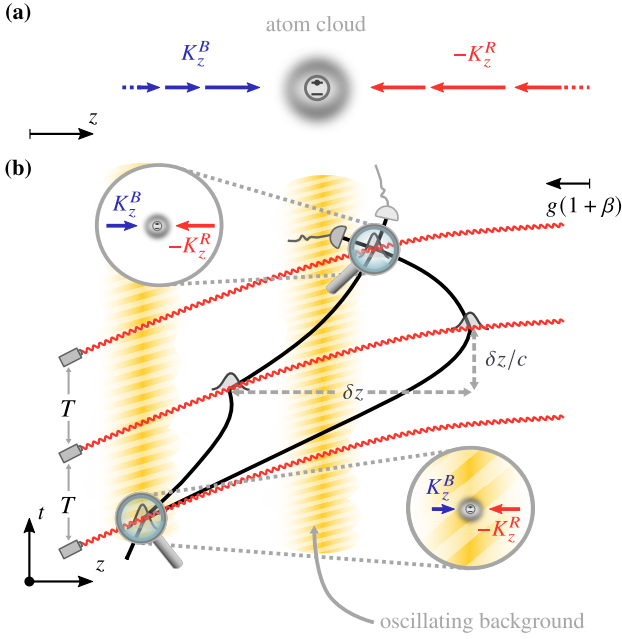 (a)
atom cloud
K_z^B
−K_z^R
z
(b)
K_z^B
−K_z^R
g(1 + β)
δz/c
δz
T
T
K_z^B
−K_z^R
t
z
oscillating background